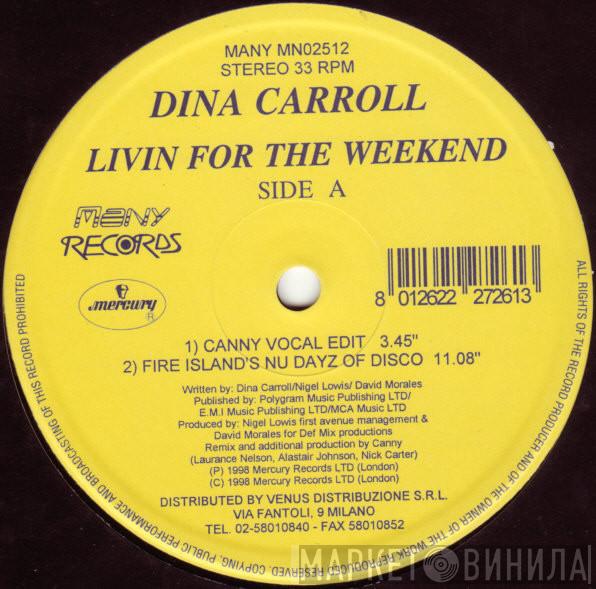 MANY MN02512
STEREO 33 RPM
DINA CARROLL
LIVIN FOR THE WEEKEND
SIDE A
MANY
RECORDS
mercury
R
8 012622 272613
1) CANNY VOCAL EDIT 3.45"
2) FIRE ISLAND'S NU DAYZ OF DISCO 11.08"
Vritten by: Dina Carroll/Nigel Lowis/ David Morales
Published by: Polygram Music Publishing LTD/
E.M.I Music Publishing LTD/MCA Music LTD
Produced by: Nigel Lowis first avenue management &
David Morales for Def Mix productions
Remix and additional production by Canny
(Laurance Nelson, Alastair Johnson, Nick Carter)
(P) 1998 Mercury Records LTD (London)
(C) 1998 Mercury Records LTD (London)
DISTRIBUTED BY VENUS DISTRIBUZIONE S.R.L.
VIA FANTOLI, 9 MILANO
TEL. 02-58010840 - FAX 58010852
ALL RIGHTS OF THE RECORD PRODUCER AND OF THE OWNER OF THE WORK REPRODUCED RESERVED. COPYING, PUBLIC PERFORMANCE AND BROADCASTING OF THIS RECORD PROHIBITED
МАРКЕТ ВИНИЛА